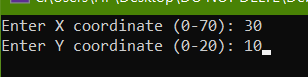 Enter X coordinate (0-70): 30
Enter Y coordinate (0-20): 10